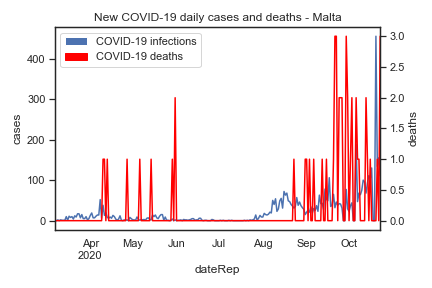 New COVID-19 daily cases and deaths - Malta
COVID-19 infections
COVID-19 deaths
cases
400
300
200
100
0
deaths
3.0
2.5
2.0
1.5
1.0
0.5
0.0
Apr May Jun Jul Aug Sep Oct
2020
dateRep